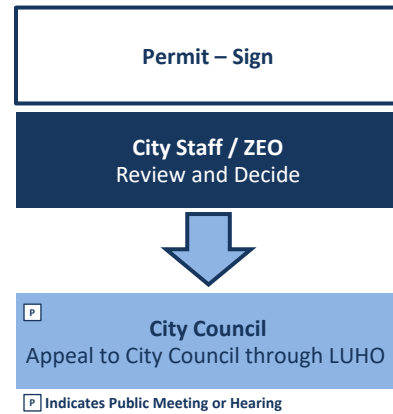 Permit – Sign
City Staff / ZEO
Review and Decide
P
City Council
Appeal to City Council through LUHO
P Indicates Public Meeting or Hearing